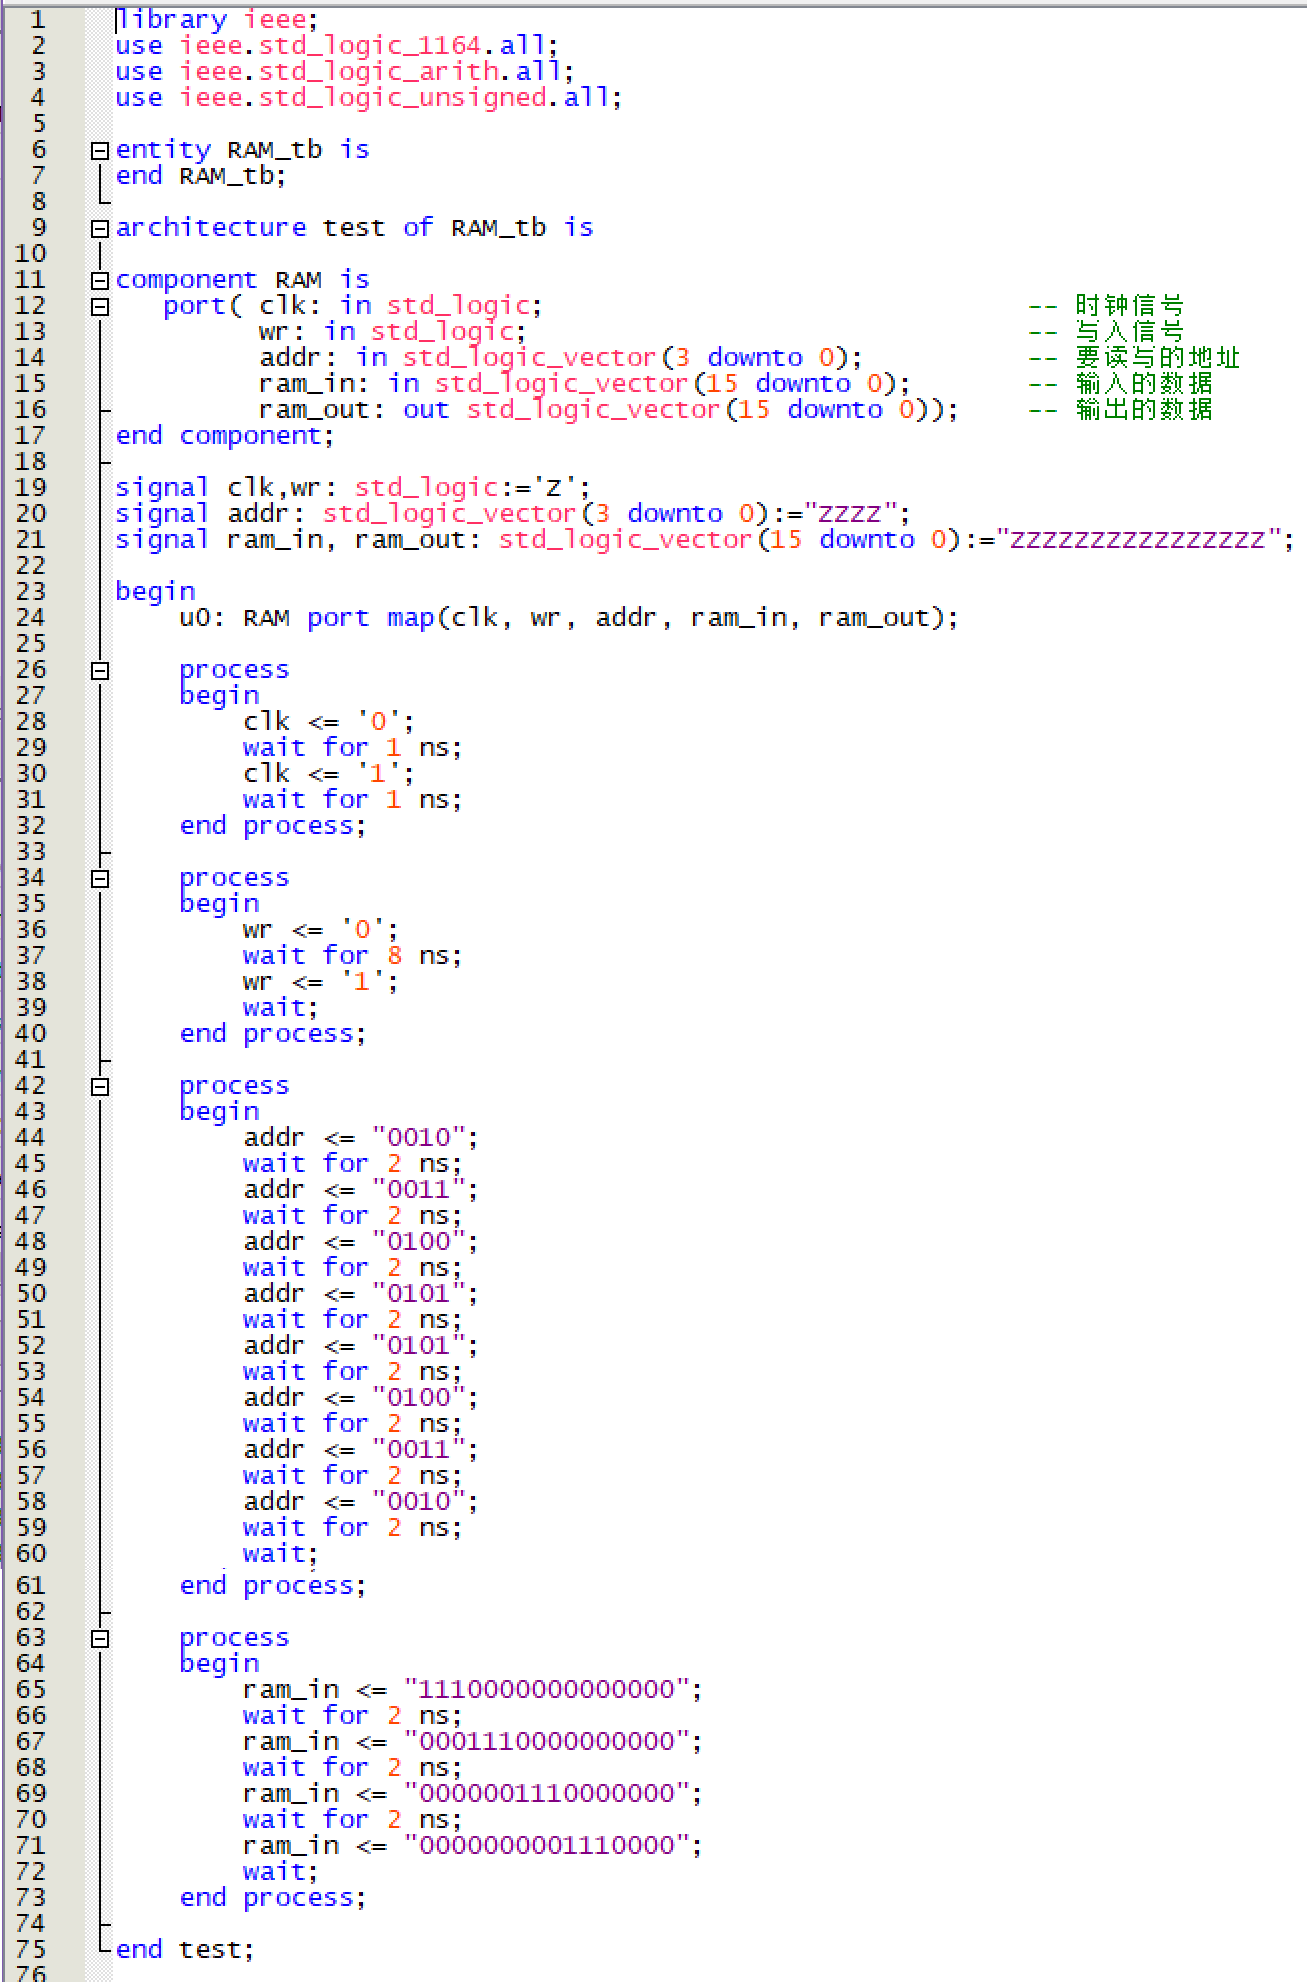 1 library ieee;
2 use ieee.std_logic_1164.all;
3 use ieee.std_logic_arith.all;
4 use ieee.std_logic_unsigned.all;
5
6 entity RAM_tb is
7 end RAM_tb;
8
9 architecture test of RAM_tb is
10
11 component RAM is
12 port( clk: in std_logic; -- 时钟信号
13 wr: in std_logic; -- 写入信号
14 addr: in std_logic_vector(3 downto 0); -- 要读写的地址
15 ram_in: in std_logic_vector(15 downto 0); -- 输入的数据
16 ram_out: out std_logic_vector(15 downto 0)); -- 输出的数据
17 end component;
18
19 signal clk,wr: std_logic:='Z';
20 signal addr: std_logic_vector(3 downto 0):="ZZZZ";
21 signal ram_in, ram_out: std_logic_vector(15 downto 0):="ZZZZZZZZZZZZZZZZ";
22
23 begin
24 u0: RAM port map(clk, wr, addr, ram_in, ram_out);
25
26 process
27 begin
28 clk <= '0';
29 wait for 1 ns;
30 clk <= '1';
31 wait for 1 ns;
32 end process;
33
34 process
35 begin
36 wr <= '0';
37 wait for 8 ns;
38 wr <= '1';
39 wait;
40 end process;
41
42 process
43 begin
44 addr <= "0010";
45 wait for 2 ns;
46 addr <= "0011";
47 wait for 2 ns;
48 addr <= "0100";
49 wait for 2 ns;
50 addr <= "0101";
51 wait for 2 ns;
52 addr <= "0101";
53 wait for 2 ns;
54 addr <= "0100";
55 wait for 2 ns;
56 addr <= "0011";
57 wait for 2 ns;
58 addr <= "0010";
59 wait for 2 ns;
60 wait;
61 end process;
62
63 process
64 begin
65 ram_in <= "1110000000000000";
66 wait for 2 ns;
67 ram_in <= "0001110000000000";
68 wait for 2 ns;
69 ram_in <= "0000001110000000";
70 wait for 2 ns;
71 ram_in <= "0000000001110000";
72 wait;
73 end process;
74
75 end test;
76